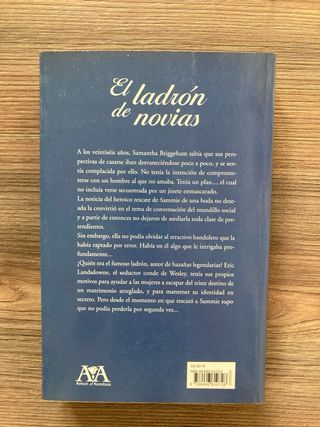 El ladrón
de novias
A los veintiséis años, Samantha Briggeham sabía que sus pers-
pectivas de casarse iban desvaneciéndose poco a poco, y se sen-
tía complacida por ello. No tenía la intención de comprome-
terse con un hombre al que no amaba. Tenía un plan..., el cual
no incluía verse secuestrada por un jinete enmascarado.
La noticia del heroico rescate de Sammie de una boda no desea-
da la convirtió en el tema de conversación del mundillo social
y a partir de entonces no dejaron de asediarla toda clase de pre-
tendientes.
Sin embargo, ella no podía olvidar al atractivo bandolero que la
había raptado por error. Había en él algo que le intrigaba pro-
fundamente...
¿Quién era el famoso ladrón, autor de hazañas legendarias? Eric
Landsdowne, el seductor conde de Wesley, tenía sus propios
motivos para ayudar a las mujeres a escapar del triste destino de
un matrimonio arreglado, y para mantener su identidad en
secreto. Pero desde el momento en que rescató a Sammie supo
que no podía perderla por segunda vez...
AA
Amor y Aventura